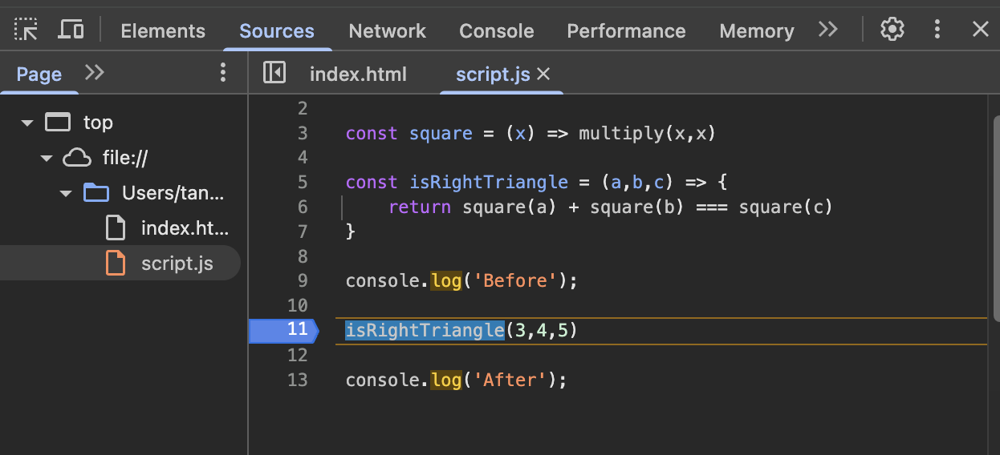 Elements Sources Network Console Performance Memory
Page index.html script.js
top
file://
Users/tan...
index.ht...
script.js
2
3 const square = (x) => multiply(x,x)
4
5 const isRightTriangle = (a,b,c) => {
6 return square(a) + square(b) === square(c)
7 }
8
9 console.log('Before');
10
11 isRightTriangle(3,4,5)
12
13 console.log('After');